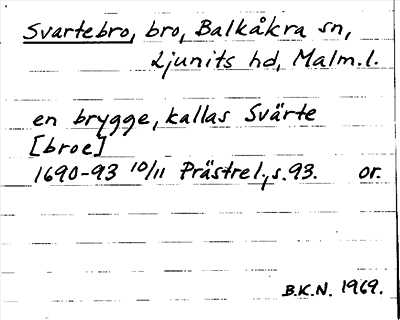 Svartebro, bro, Balkåkra sn,
Ljunits hd, Malm.l.
en brygge, kallas Svärte
[broe]
1690-93 10/11 Prästrel., s. 93. or.
B.K.N. 1969.